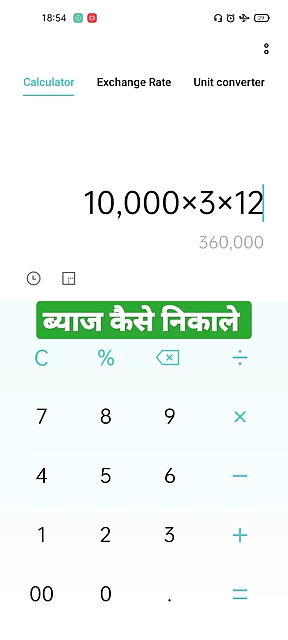 18:54
29
Calculator Exchange Rate Unit converter
10,000×3×12
360,000
ब्याज कैसे निकाले
C % ÷
7 8 9 ×
4 5 6 −
1 2 3 +
00 0 . =